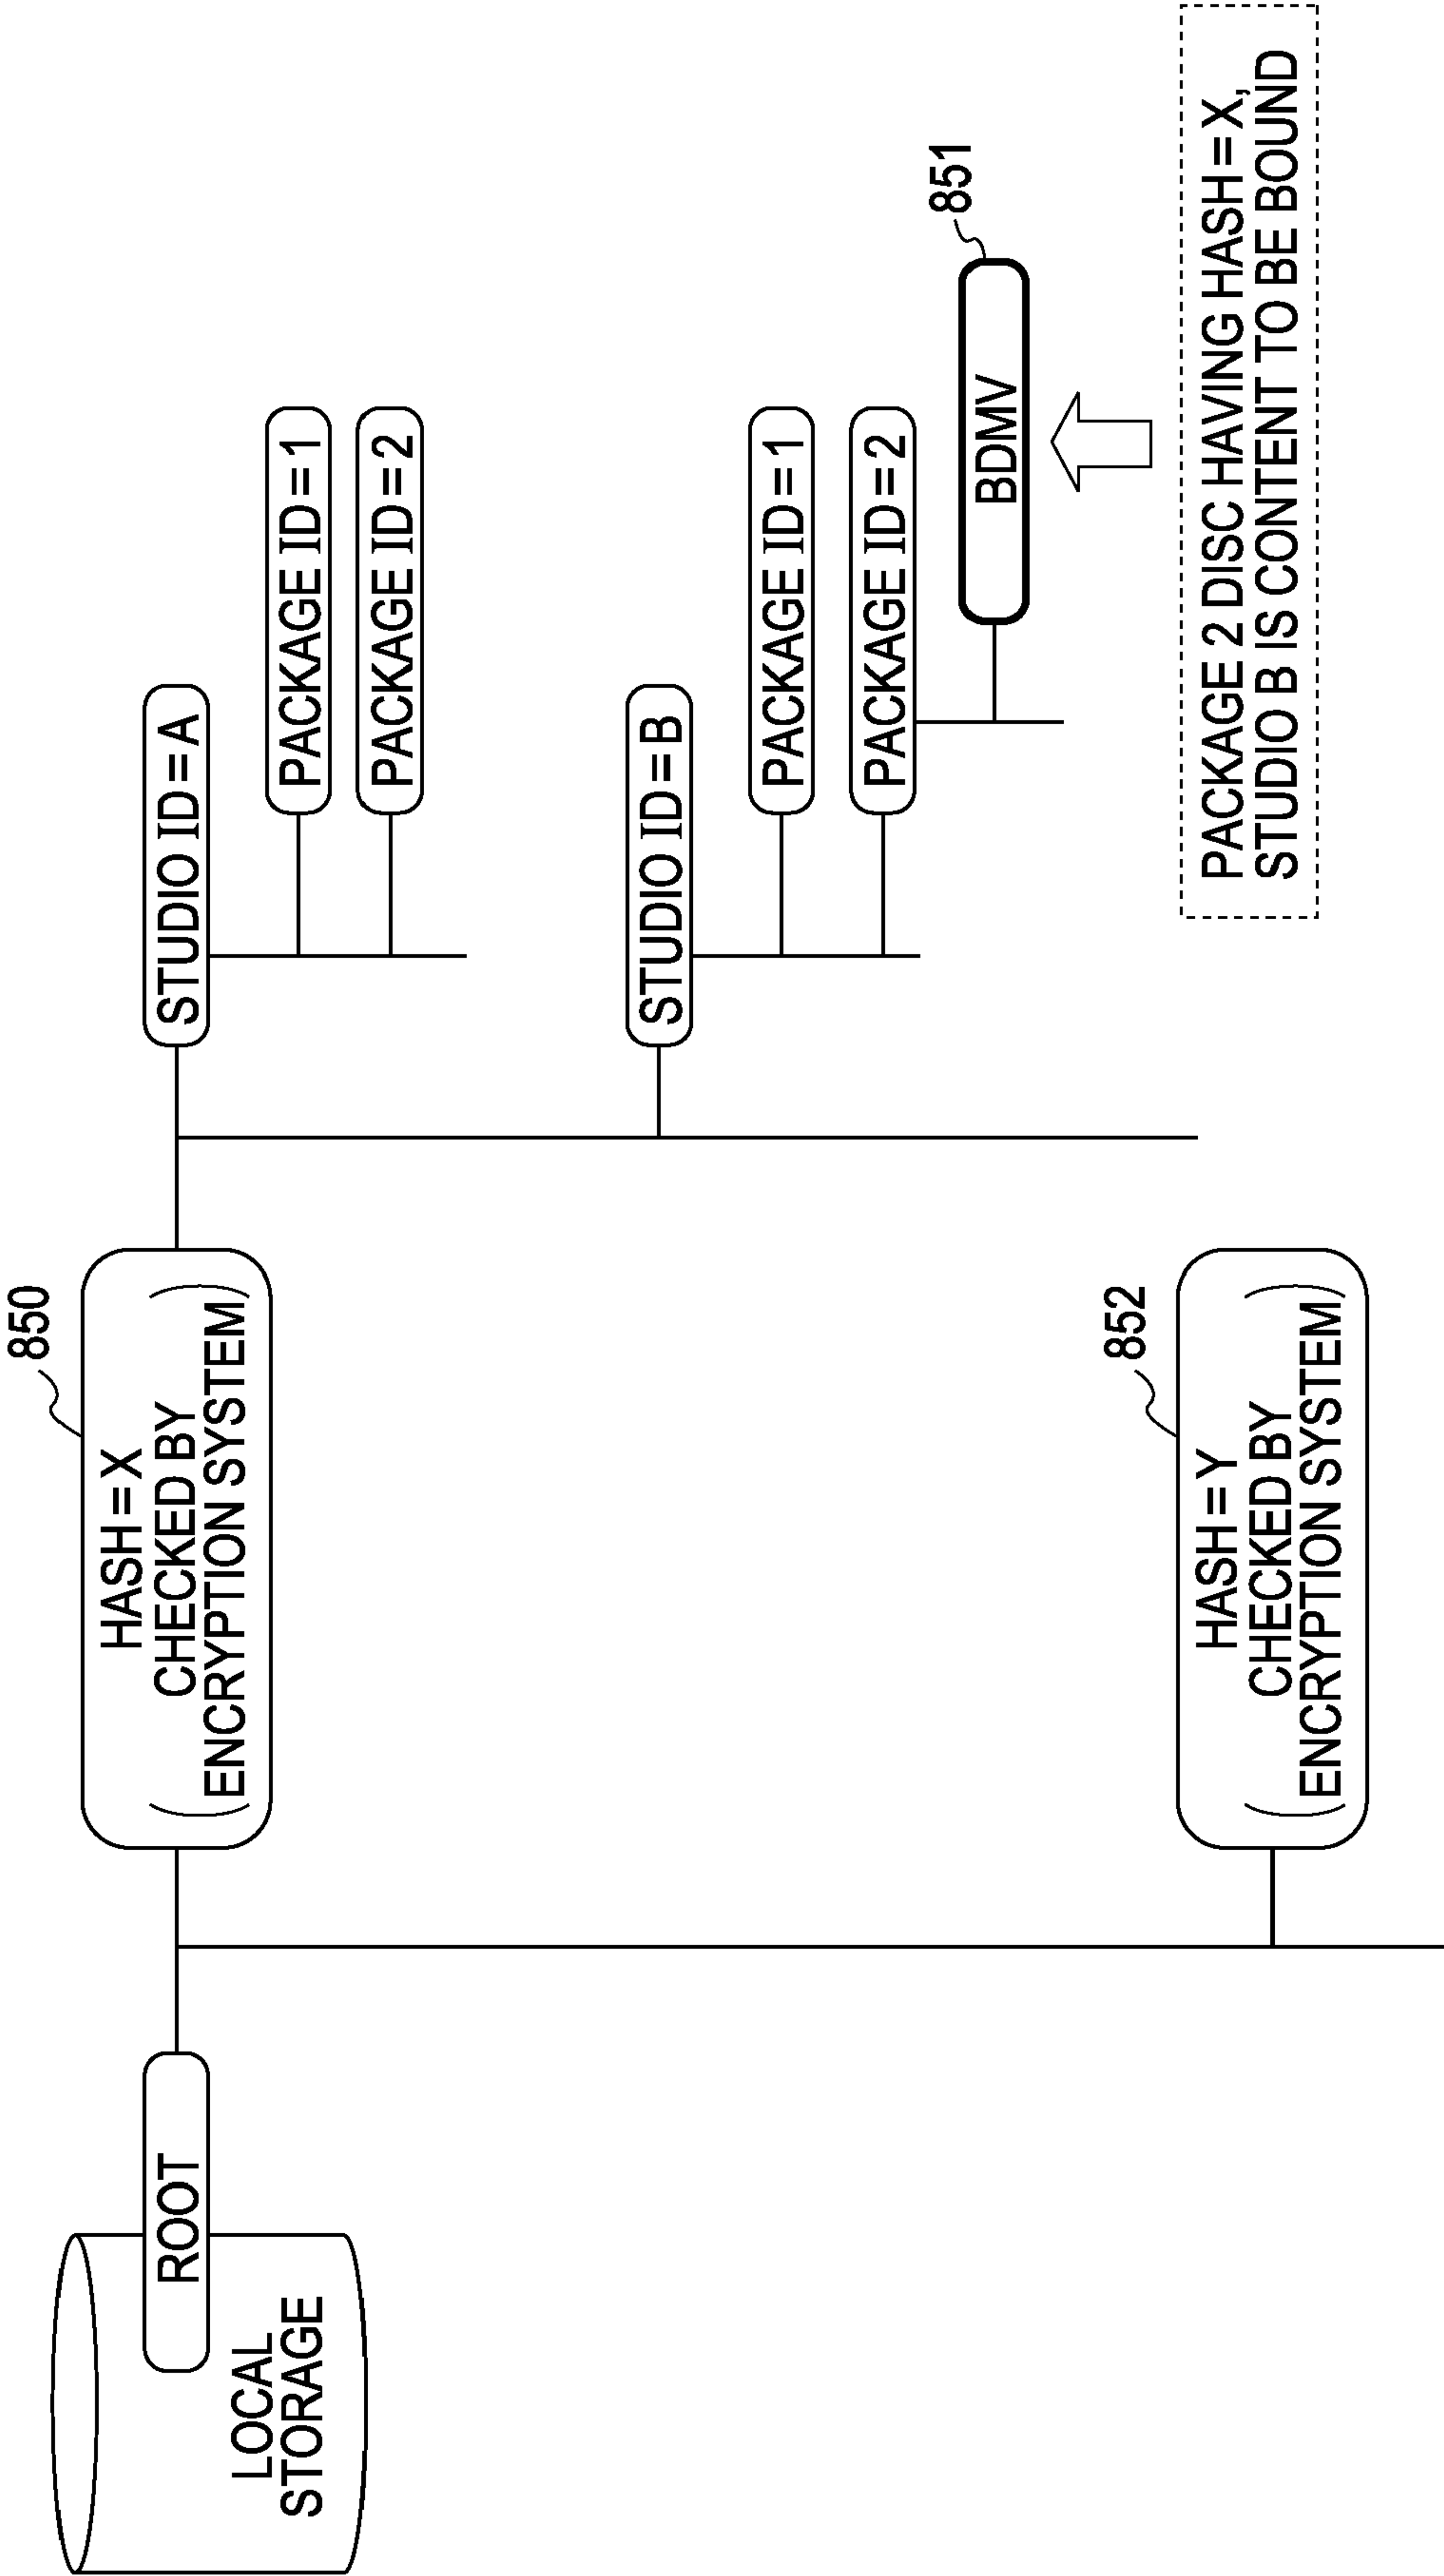 850
HASH=X
( CHECKED BY
ENCRYPTION SYSTEM )
STUDIO ID=A
PACKAGE ID=1
PACKAGE ID=2
ROOT
LOCAL
STORAGE
STUDIO ID=B
PACKAGE ID=1
PACKAGE ID=2
851
BDMV
852
HASH=Y
( CHECKED BY
ENCRYPTION SYSTEM )
PACKAGE 2 DISC HAVING HASH=X,
STUDIO B IS CONTENT TO BE BOUND